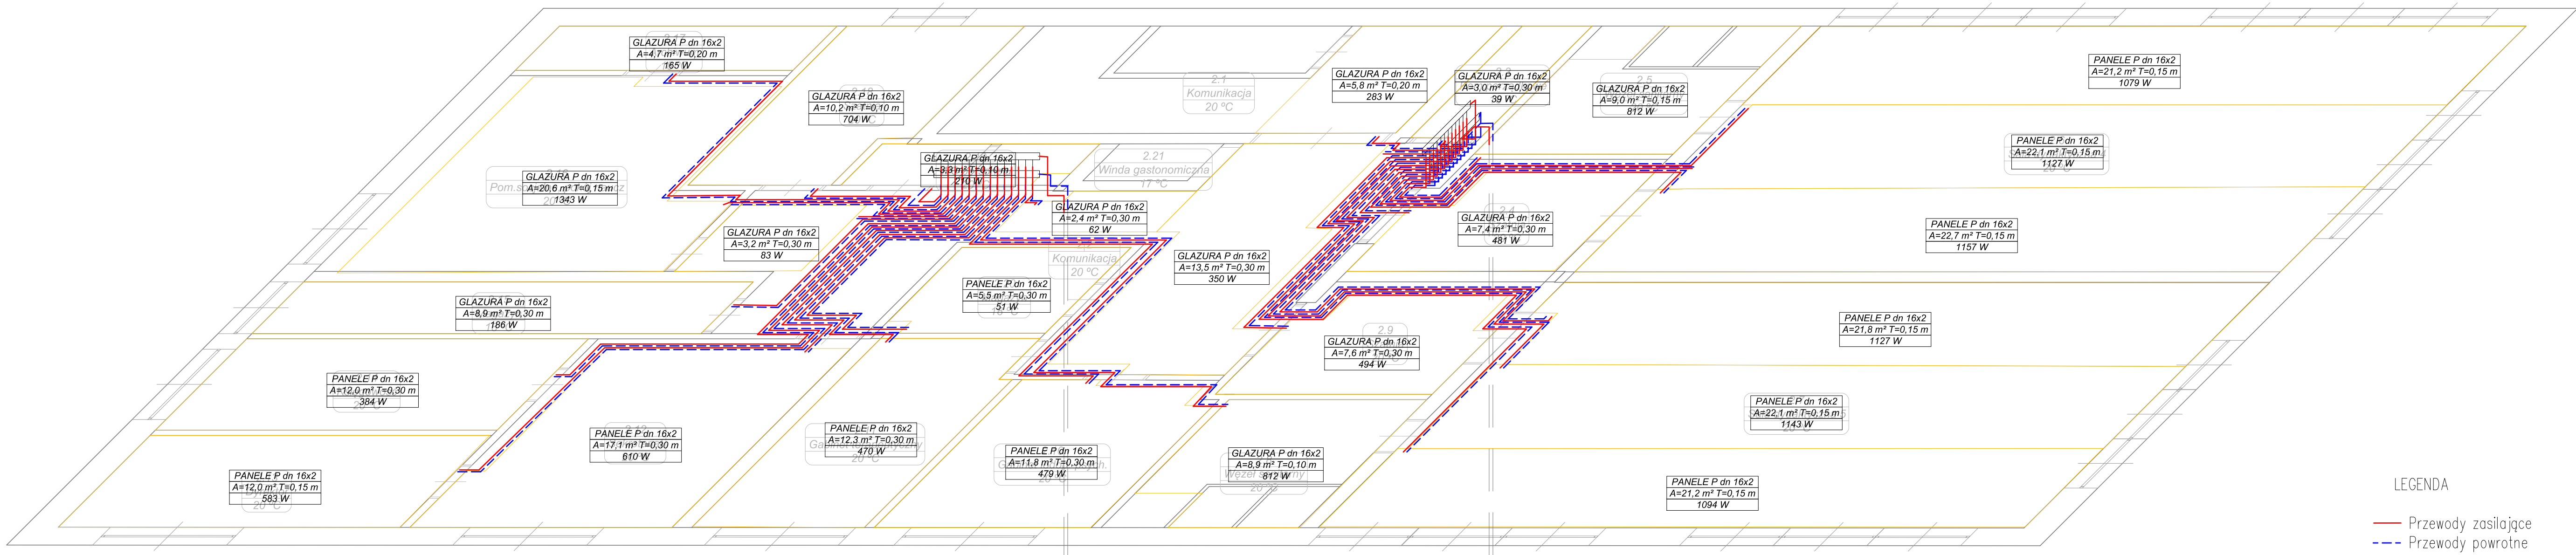 GLAZURA P dn 16x2
A=4,7 m² T=0,20 m
165 W
GLAZURA P dn 16x2
A=10,2 m² T=0,10 m
704 W
2.1
Komunikacja
20 ºC
GLAZURA P dn 16x2
A=5,8 m² T=0,20 m
283 W
GLAZURA P dn 16x2
A=3,0 m² T=0,30 m
39 W
2.5
GLAZURA P dn 16x2
A=9,0 m² T=0,15 m
812 W
PANELE P dn 16x2
A=21,2 m² T=0,15 m
1079 W
PANELE P dn 16x2
A=22,1 m² T=0,15 m
1127 W
GLAZURA P dn 16x2
A=20,6 m² T=0,15 m
1343 W
GLAZURA P dn 16x2
A=3,3 m² T=0,10 m
210 W
2.21
Winda gastonomiczna
17 ºC
GLAZURA P dn 16x2
A=2,4 m² T=0,30 m
62 W
GLAZURA P dn 16x2
A=3,2 m² T=0,30 m
83 W
Komunikacja
20 ºC
GLAZURA P dn 16x2
A=13,5 m² T=0,30 m
350 W
2.4
GLAZURA P dn 16x2
A=7,4 m² T=0,30 m
481 W
PANELE P dn 16x2
A=22,7 m² T=0,15 m
1157 W
GLAZURA P dn 16x2
A=8,9 m² T=0,30 m
186 W
PANELE P dn 16x2
A=5,5 m² T=0,30 m
51 W
2.9
GLAZURA P dn 16x2
A=7,6 m² T=0,30 m
494 W
PANELE P dn 16x2
A=21,8 m² T=0,15 m
1127 W
PANELE P dn 16x2
A=12,0 m² T=0,30 m
384 W
PANELE P dn 16x2
A=17,1 m² T=0,30 m
610 W
PANELE P dn 16x2
A=12,3 m² T=0,30 m
470 W
20 ºC
PANELE P dn 16x2
A=11,8 m² T=0,30 m
479 W
GLAZURA P dn 16x2
A=8,9 m² T=0,10 m
812 W
PANELE P dn 16x2
A=22,1 m² T=0,15 m
1143 W
PANELE P dn 16x2
A=12,0 m² T=0,15 m
583 W
20 ºC
PANELE P dn 16x2
A=21,2 m² T=0,15 m
1094 W
LEGENDA
Przewody zasilające
Przewody powrotne